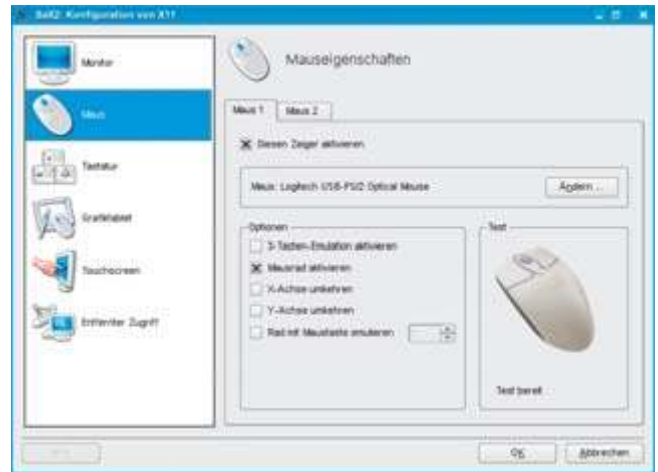 SaX2: Konfiguration von X11
Monitor
Maus
Tastatur
Grafiktablet
Touchscreen
Entfernter Zugriff
Mauseigenschaften
Maus 1
Maus 2
Diesen Zeiger aktivieren
Maus: Logitech USB-PS/2 Optical Mouse
Ändern ...
Optionen
3-Tasten-Emulation aktivieren
Mausrad aktivieren
X-Achse umkehren
Y-Achse umkehren
Rad mit Maustaste emulieren
Test
Test bereit
OK
Abbrechen